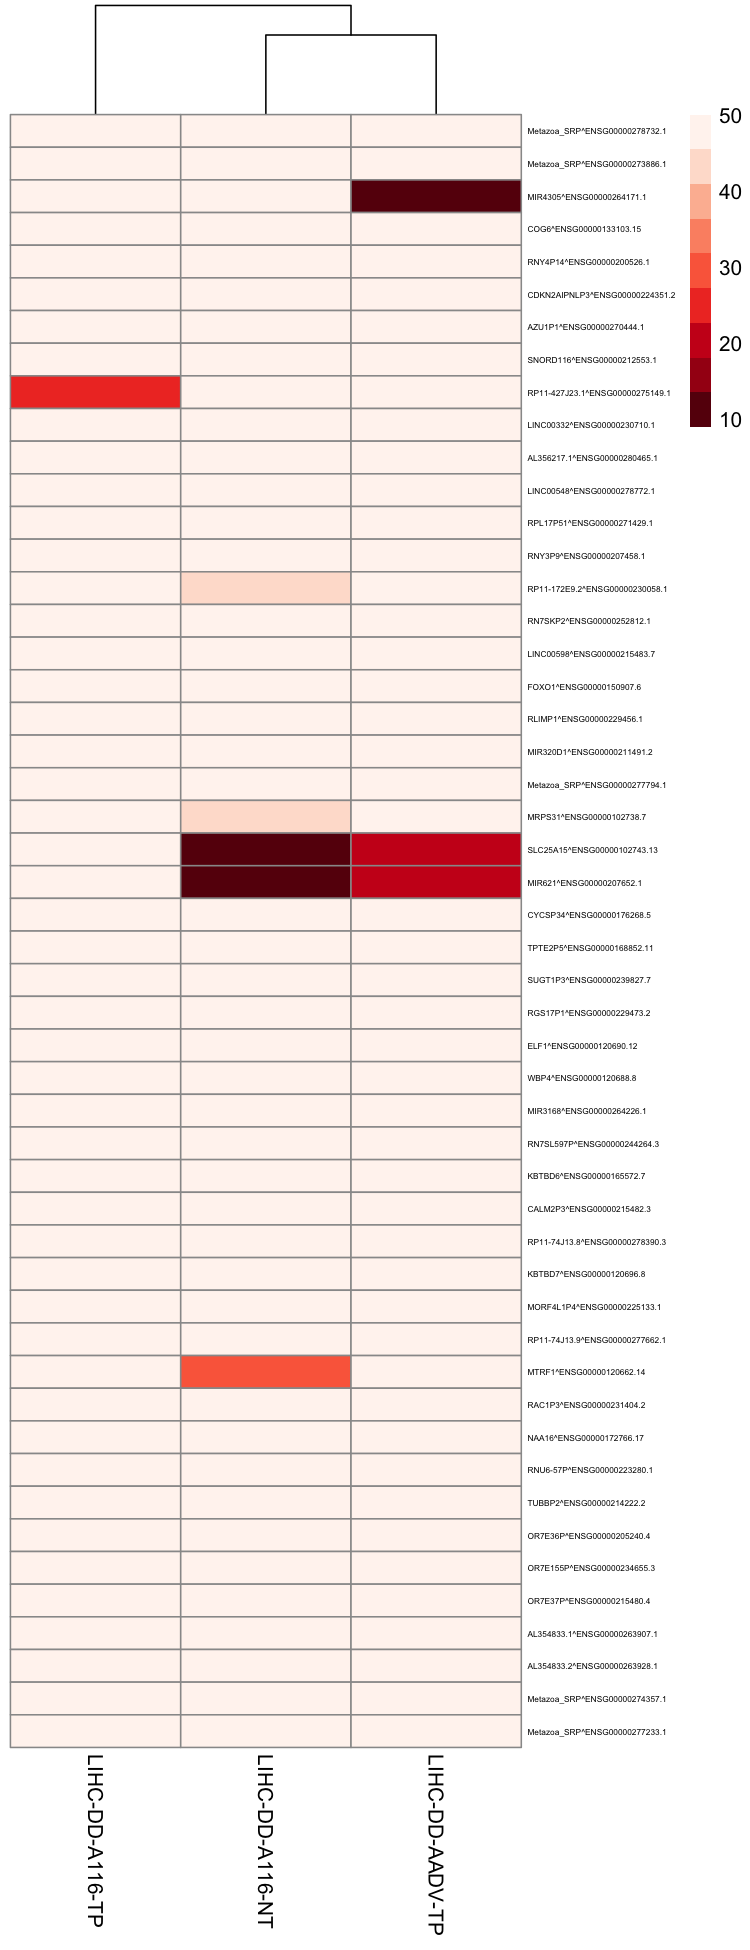 Metazoa_SRP^ENSG00000278732.1
Metazoa_SRP^ENSG00000273886.1
MIR4305^ENSG00000264171.1
COG6^ENSG00000133103.15
RNY4P14^ENSG00000200526.1
CDKN2AIPNLP3^ENSG00000224351.2
AZU1P1^ENSG00000270444.1
SNORD116^ENSG00000212553.1
RP11-427J23.1^ENSG00000275149.1
LINC00332^ENSG00000230710.1
AL356217.1^ENSG00000280465.1
LINC00548^ENSG00000278772.1
RPL17P51^ENSG00000271429.1
RNY3P9^ENSG00000207458.1
RP11-172E9.2^ENSG00000230058.1
RN7SKP2^ENSG00000252812.1
LINC00598^ENSG00000215483.7
FOXO1^ENSG00000150907.6
RLIMP1^ENSG00000229456.1
MIR320D1^ENSG00000211491.2
Metazoa_SRP^ENSG00000277794.1
MRPS31^ENSG00000102738.7
SLC25A15^ENSG00000102743.13
MIR621^ENSG00000207652.1
CYCSP34^ENSG00000176268.5
TPTE2P5^ENSG00000168852.11
SUGT1P3^ENSG00000239827.7
RGS17P1^ENSG00000229473.2
ELF1^ENSG00000120690.12
WBP4^ENSG00000120688.8
MIR3168^ENSG00000264226.1
RN7SL597P^ENSG00000244264.3
KBTBD6^ENSG00000165572.7
CALM2P3^ENSG00000215482.3
RP11-74J13.8^ENSG00000278390.3
KBTBD7^ENSG00000120696.8
MORF4L1P4^ENSG00000225133.1
RP11-74J13.9^ENSG00000277662.1
MTRF1^ENSG00000120662.14
RAC1P3^ENSG00000231404.2
NAA16^ENSG00000172766.17
RNU6-57P^ENSG00000223280.1
TUBBP2^ENSG00000214222.2
OR7E36P^ENSG00000205240.4
OR7E155P^ENSG00000234655.3
OR7E37P^ENSG00000215480.4
AL354833.1^ENSG00000263907.1
AL354833.2^ENSG00000263928.1
Metazoa_SRP^ENSG00000274357.1
Metazoa_SRP^ENSG00000277233.1
50
40
30
20
10
LIHC-DD-A116-TP
LIHC-DD-A116-NT
LIHC-DD-AADV-TP